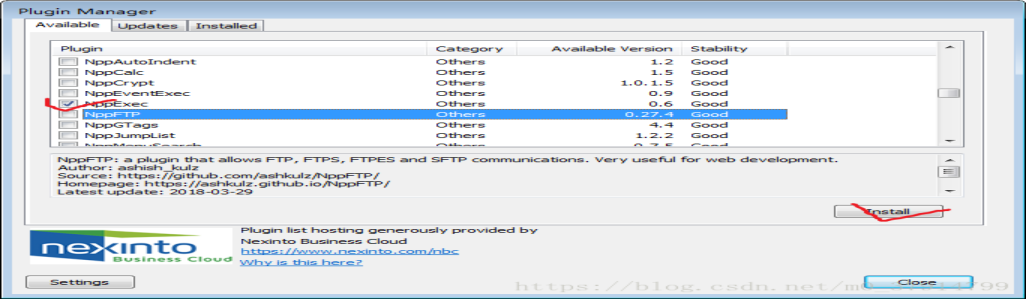 Plugin Manager
Available Updates Installed
Plugin Category Available Version Stability
NppAutoIndent Others 1.2 Good
NppCalc Others 1.5 Good
NppCrypt Others 1.0.1.5 Good
NppEventExec Others 0.9 Good
NppExec Others 0.6 Good
NppFTP Others 0.27.4 Good
NppGTags Others 4.4 Good
NppJumpList Others 1.2.2 Good
NppMenuSearch Others 0.7.5 Good
NppFTP: a plugin that allows FTP, FTPS, FTPES and SFTP communications. Very useful for web development.
Author: ashish_kulz
Source: https://github.com/ashkulz/NppFTP/
Homepage: https://ashkulz.github.io/NppFTP/
Latest update: 2018-03-29
Install
nexinto
Business Cloud
Plugin list hosting generously provided by
Nexinto Business Cloud
https://www.nexinto.com/nbc
Why is this here?
Settings Close
https://blog.csdn.net/